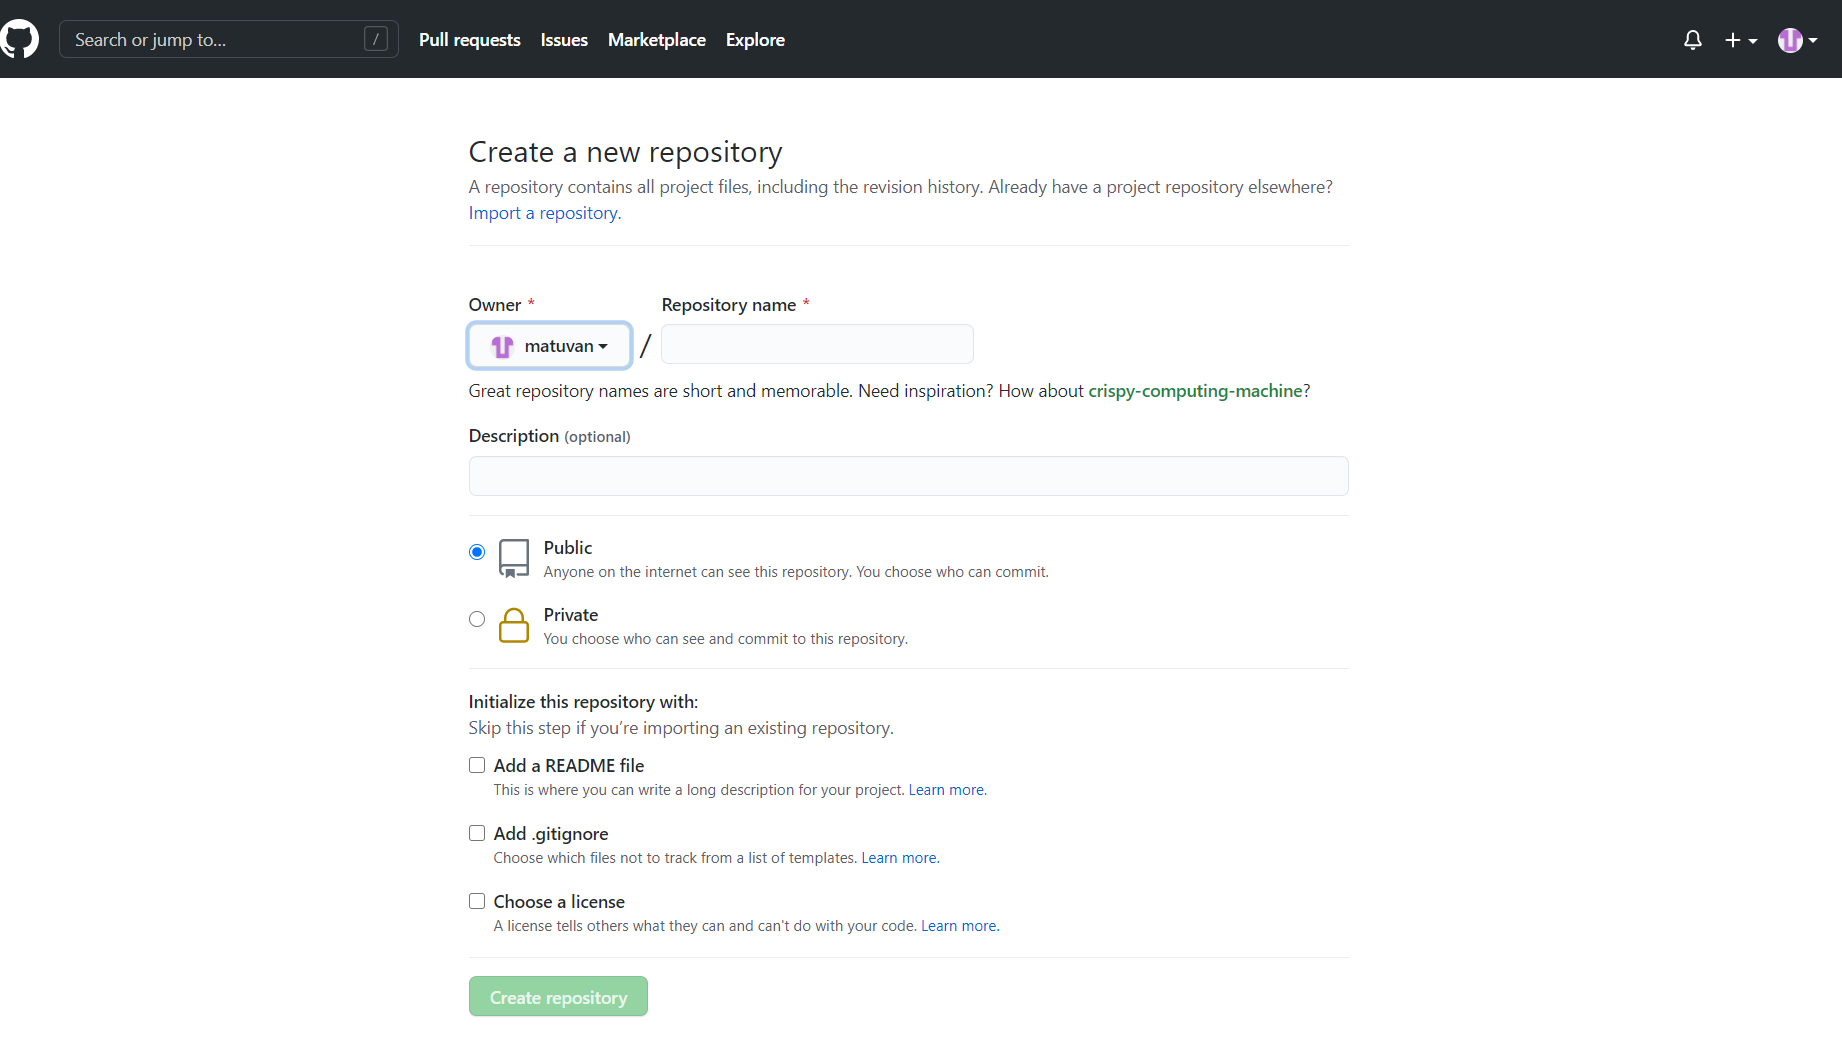 Search or jump to... /
Pull requests Issues Marketplace Explore
Create a new repository
A repository contains all project files, including the revision history. Already have a project repository elsewhere?
Import a repository.
Owner * Repository name *
matuvan /
Great repository names are short and memorable. Need inspiration? How about crispy-computing-machine?
Description (optional)
Public
Anyone on the internet can see this repository. You choose who can commit.
Private
You choose who can see and commit to this repository.
Initialize this repository with:
Skip this step if you’re importing an existing repository.
Add a README file
This is where you can write a long description for your project. Learn more.
Add .gitignore
Choose which files not to track from a list of templates. Learn more.
Choose a license
A license tells others what they can and can't do with your code. Learn more.
Create repository